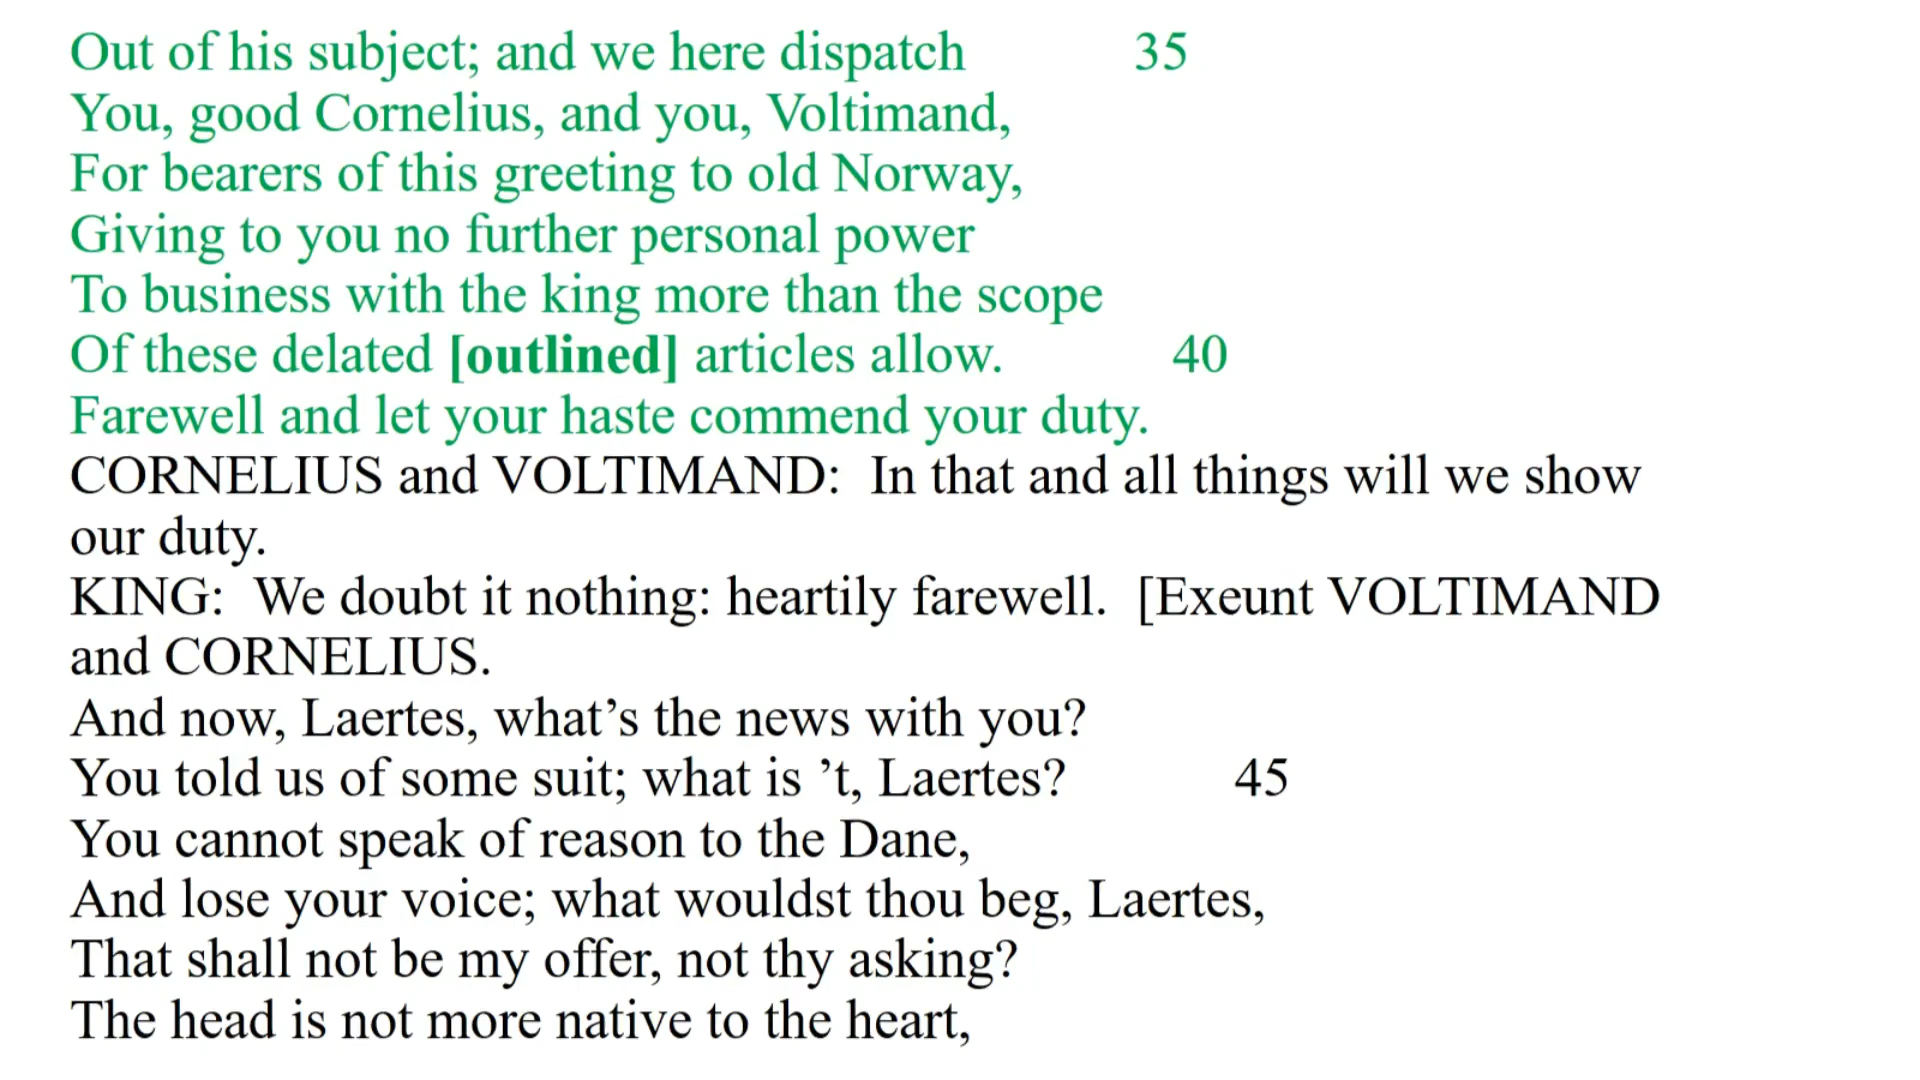 Out of his subject; and we here dispatch 35
You, good Cornelius, and you, Voltimand,
For bearers of this greeting to old Norway,
Giving to you no further personal power
To business with the king more than the scope
Of these delated [outlined] articles allow. 40
Farewell and let your haste commend your duty.
CORNELIUS and VOLTIMAND:  In that and all things will we show
our duty.
KING:  We doubt it nothing: heartily farewell.  [Exeunt VOLTIMAND
and CORNELIUS.
And now, Laertes, what’s the news with you?
You told us of some suit; what is ’t, Laertes? 45
You cannot speak of reason to the Dane,
And lose your voice; what wouldst thou beg, Laertes,
That shall not be my offer, not thy asking?
The head is not more native to the heart,